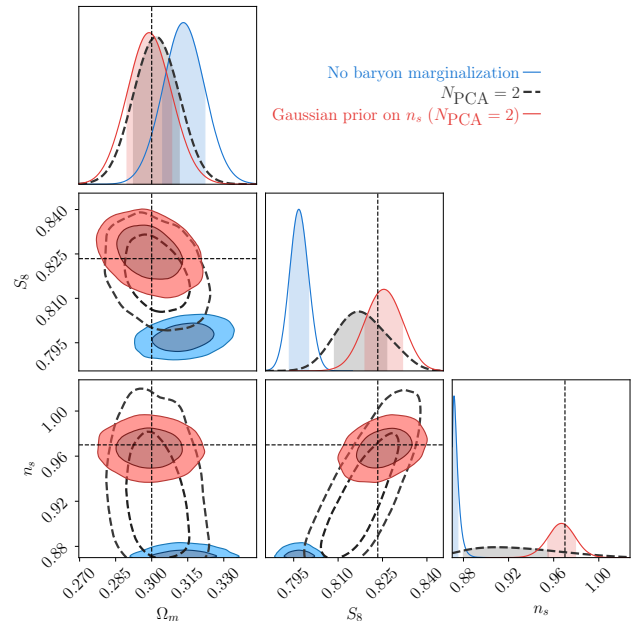 No baryon marginalization
N_PCA = 2
Gaussian prior on n_s (N_PCA = 2)
0.840
0.825
0.810
0.795
S_8
1.00
0.96
0.92
0.88
n_s
0.270
0.285
0.300
0.315
0.330
Ω_m
0.795
0.810
0.825
0.840
S_8
0.88
0.92
0.96
1.00
n_s